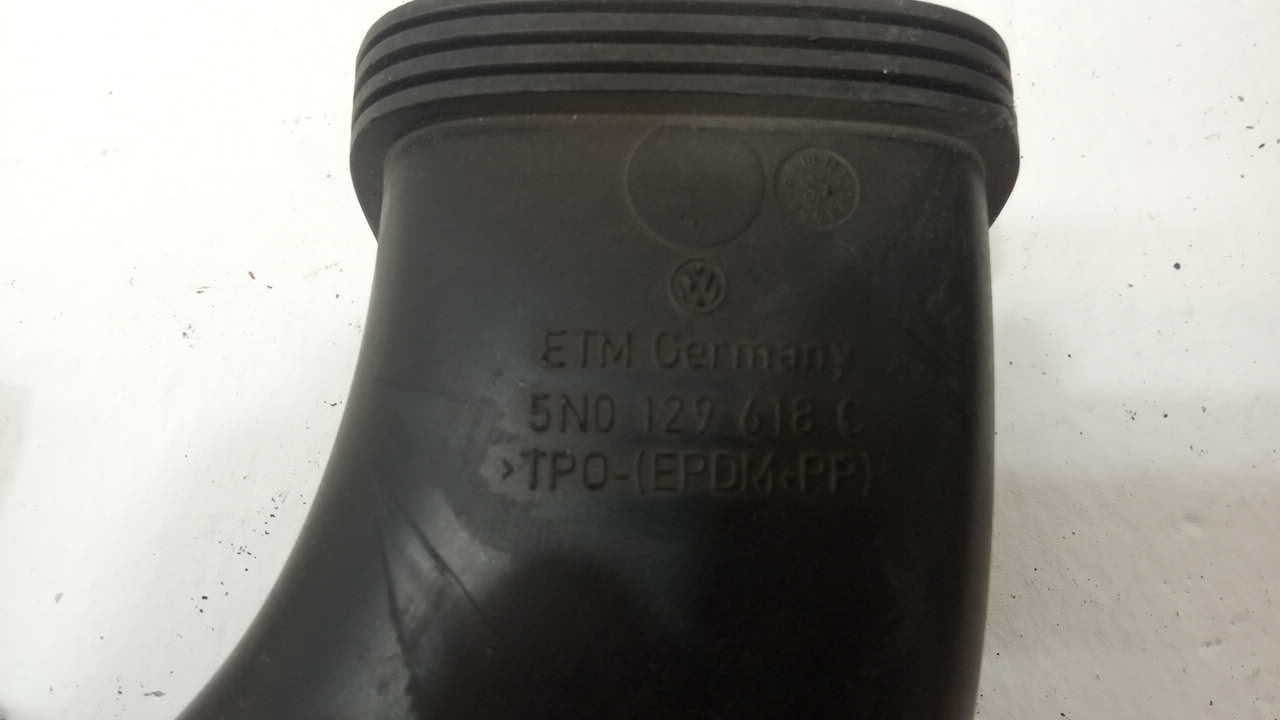 ETM Germany
5N0 129 618 C
>TPO-(EPDM+PP)